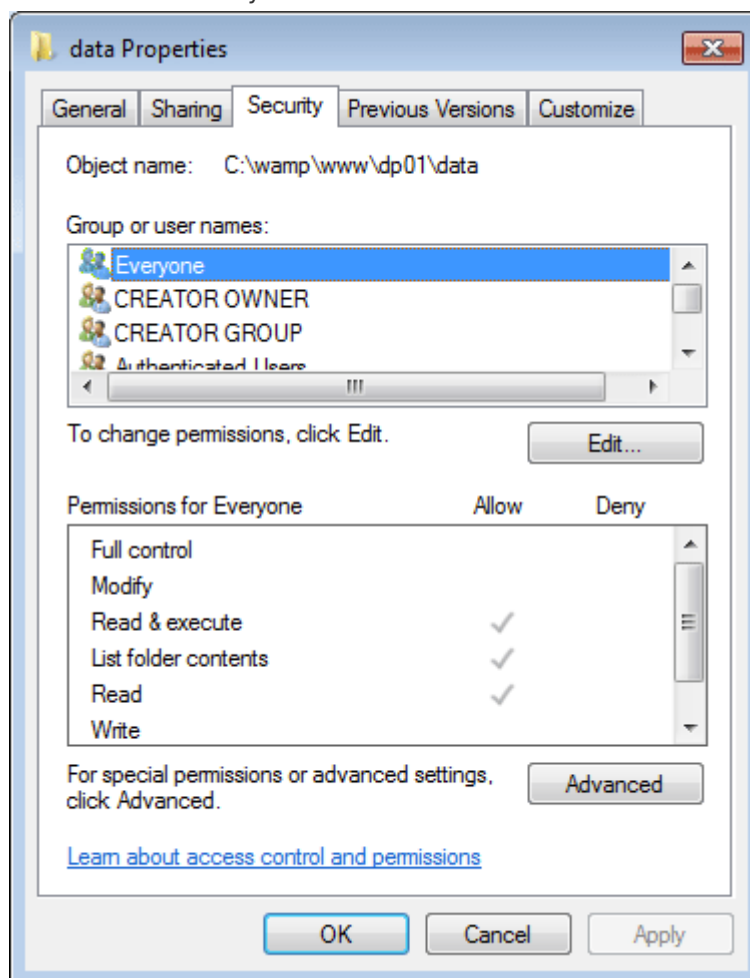 data Properties
General Sharing Security Previous Versions Customize
Object name: C:\wamp\www\dp01\data
Group or user names:
Everyone
CREATOR OWNER
CREATOR GROUP
Authenticated Users
To change permissions, click Edit.
Edit...
Permissions for Everyone Allow Deny
Full control
Modify
Read & execute
List folder contents
Read
Write
For special permissions or advanced settings,
click Advanced.
Advanced
Learn about access control and permissions
OK Cancel Apply